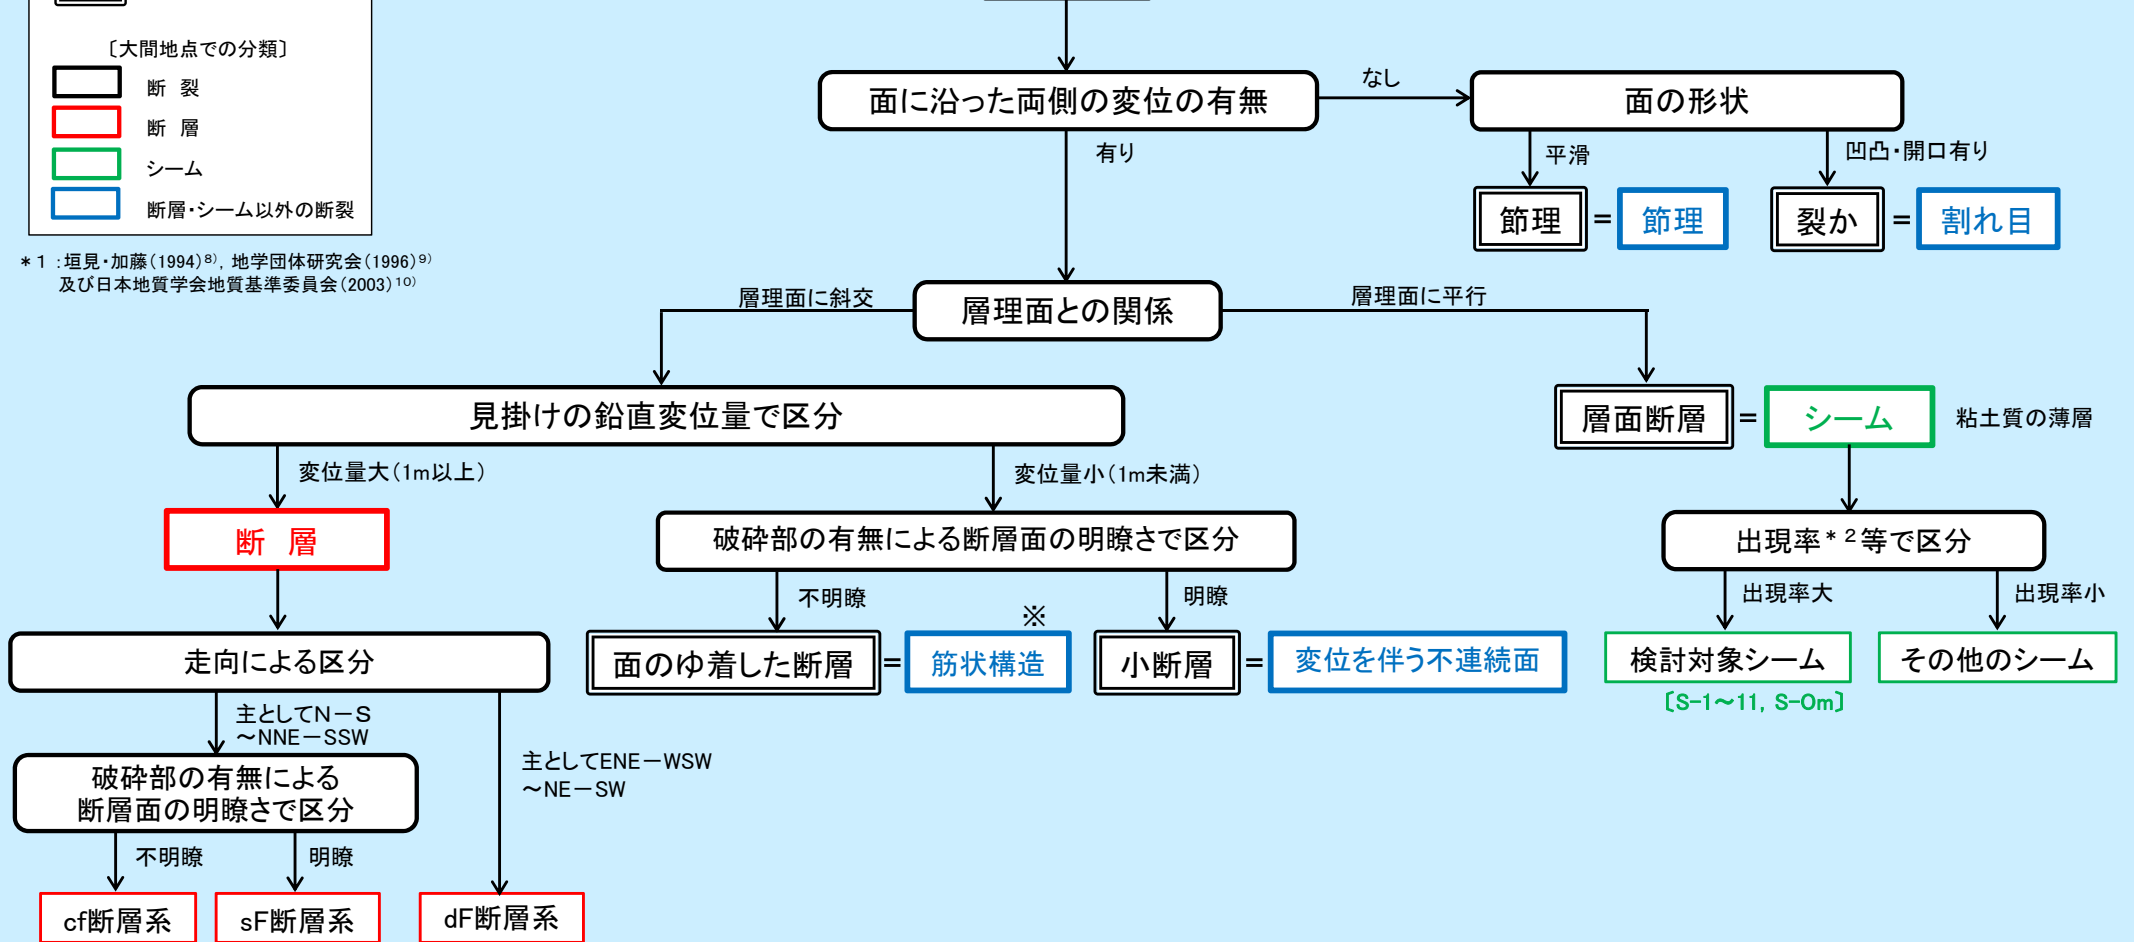 〔大間地点での分類〕
断 裂
断 層
シーム
断層・シーム以外の断裂
*1 :垣見・加藤(1994)8), 地学団体研究会(1996)9)
及び日本地質学会地質基準委員会(2003)10)
面に沿った両側の変位の有無
なし
面の形状
有り
平滑
凹凸・開口有り
節理 = 節理
裂か = 割れ目
層理面に斜交
層理面との関係
層理面に平行
見掛けの鉛直変位量で区分
層面断層 = シーム 粘土質の薄層
変位量大(1m以上)
変位量小(1m未満)
断 層
破砕部の有無による断層面の明瞭さで区分
出現率*2等で区分
不明瞭
※
明瞭
出現率大
出現率小
走向による区分
面のゆ着した断層 = 筋状構造
小断層 = 変位を伴う不連続面
検討対象シーム
その他のシーム
〔S-1～11, S-Om〕
主としてN－S
～NNE－SSW
主としてENE－WSW
～NE－SW
破砕部の有無による
断層面の明瞭さで区分
不明瞭
明瞭
cf断層系
sF断層系
dF断層系